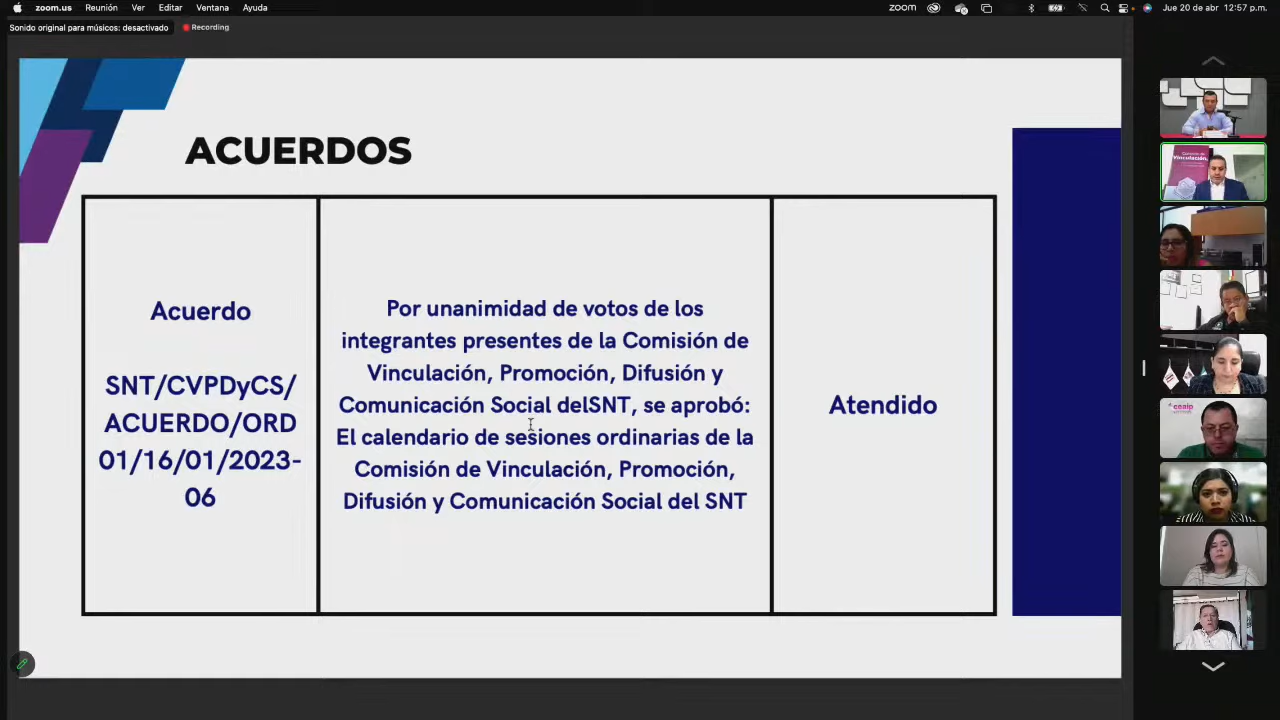 zoom.us Reunión Ver Editar Ventana Ayuda
zoom Jue 20 de abr 12:57 p.m.
Sonido original para músicos: desactivado
Recording
ACUERDOS
Acuerdo
SNT/CVPDyCS/
ACUERDO/ORD
01/16/01/2023-
06
Por unanimidad de votos de los
integrantes presentes de la Comisión de
Vinculación, Promoción, Difusión y
Comunicación Social delSNT, se aprobó:
El calendario de sesiones ordinarias de la
Comisión de Vinculación, Promoción,
Difusión y Comunicación Social del SNT
Atendido
Vinculación,